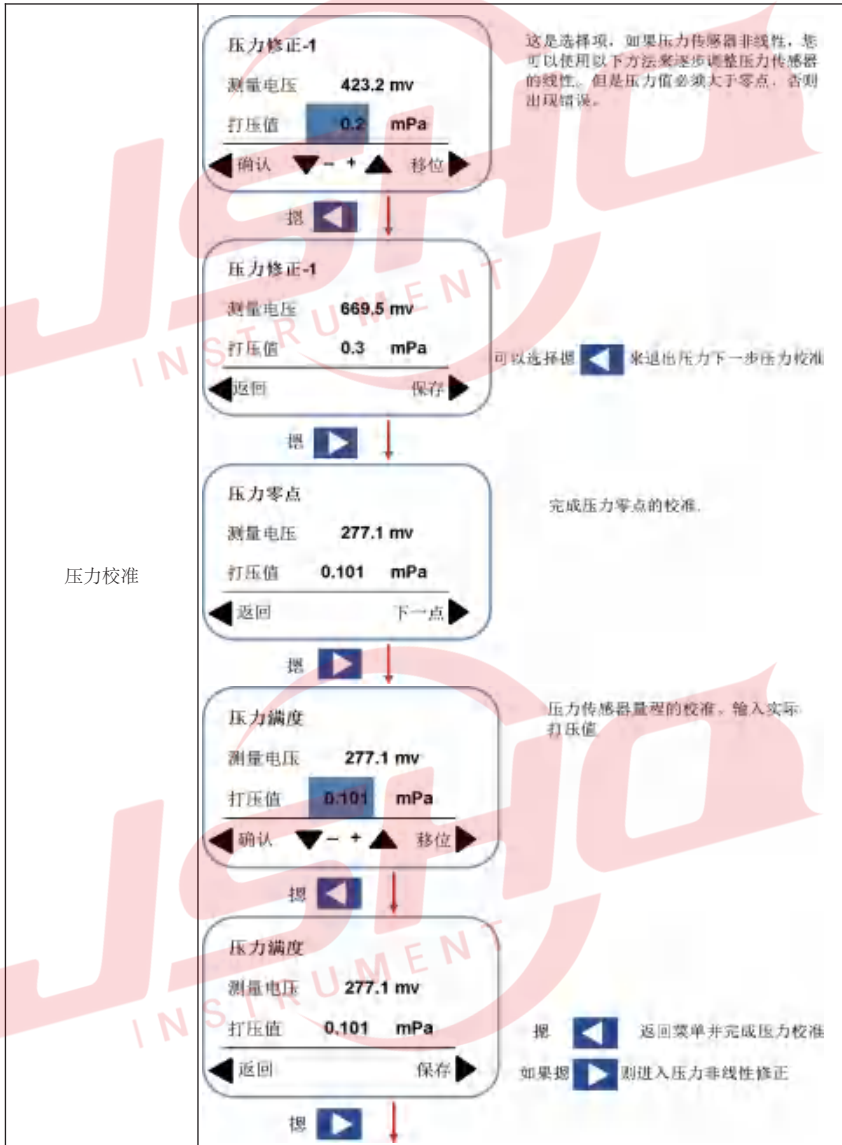 压力校准
压力修正-1
测量电压 423.2 mv
打压值 0.2 mPa
确认 - + 移位
这是选择项，如果压力传感器非线性，您
可以使用以下方法来逐步调整压力传感器
的线性。但是压力值必须大于零点，否则
出现错误。
摁
压力修正-1
测量电压 669.5 mv
打压值 0.3 mPa
返回 保存
可以选择摁 来退出压力下一步压力校准
摁
压力零点
测量电压 277.1 mv
打压值 0.101 mPa
返回 下一点
完成压力零点的校准.
摁
压力满度
测量电压 277.1 mv
打压值 0.101 mPa
确认 - + 移位
压力传感器量程的校准。输入实际
打压值
摁
压力满度
测量电压 277.1 mv
打压值 0.101 mPa
返回 保存
摁 返回菜单并完成压力校准
如果摁 则进入压力非线性修正
摁
JSHO
INSTRUMENT
JSHO
INSTRUMENT